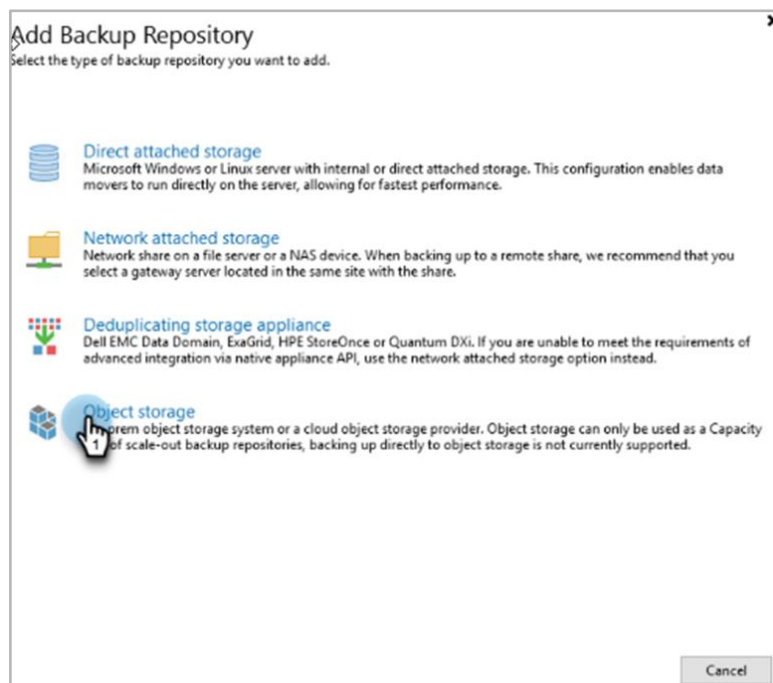 Add Backup Repository
Select the type of backup repository you want to add.
Direct attached storage
Microsoft Windows or Linux server with internal or direct attached storage. This configuration enables data
movers to run directly on the server, allowing for fastest performance.
Network attached storage
Network share on a file server or a NAS device. When backing up to a remote share, we recommend that you
select a gateway server located in the same site with the share.
Deduplicating storage appliance
Dell EMC Data Domain, ExaGrid, HPE StoreOnce or Quantum DXi. If you are unable to meet the requirements of
advanced integration via native appliance API, use the network attached storage option instead.
Object storage
prem object storage system or a cloud object storage provider. Object storage can only be used as a Capacity
1 of scale-out backup repositories, backing up directly to object storage is not currently supported.
Cancel